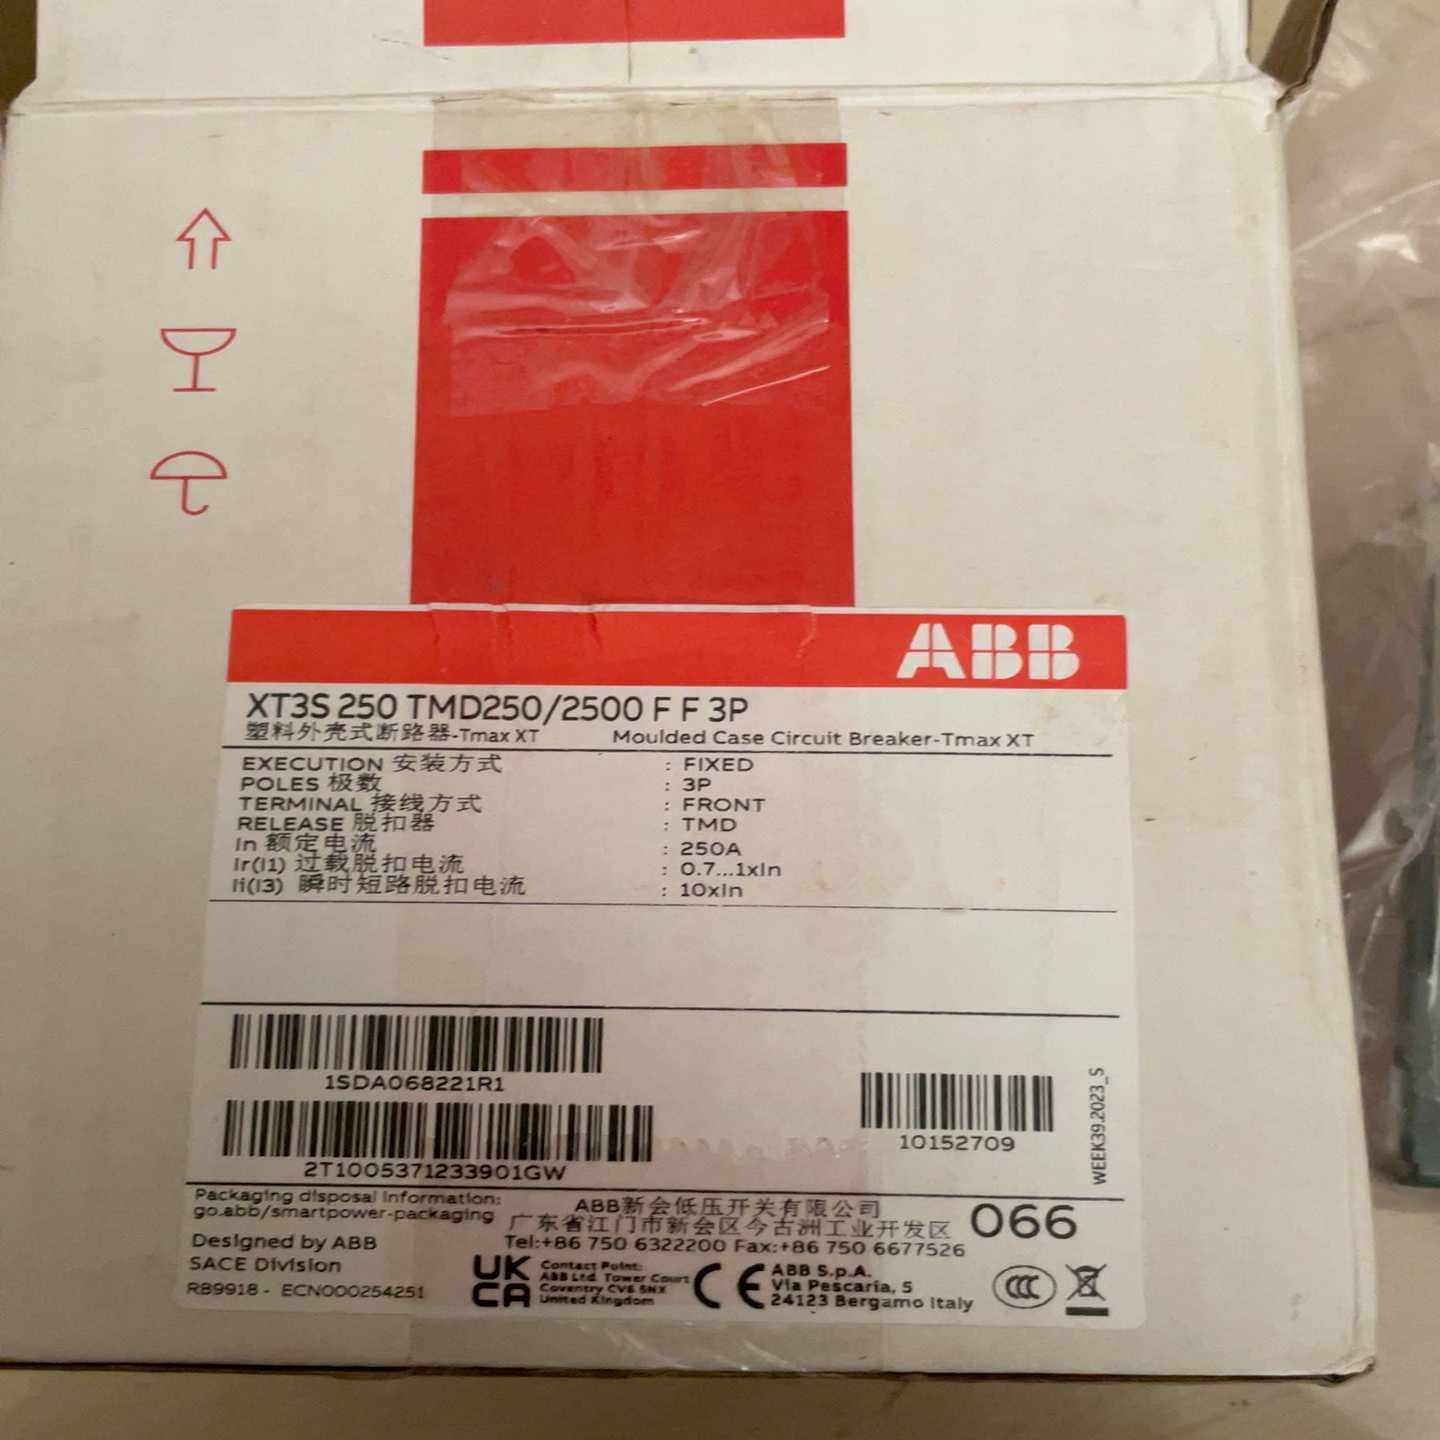 ABB
XT3S 250 TMD250/2500 F F 3P
塑料外壳式断路器-Tmax XT Moulded Case Circuit Breaker-Tmax XT
EXECUTION 安装方式 : FIXED
POLES 极数 : 3P
TERMINAL 接线方式 : FRONT
RELEASE 脱扣器 : TMD
In 额定电流 : 250A
Ir(I1) 过载脱扣电流 : 0.7...1xIn
Ii(I3) 瞬时短路脱扣电流 : 10xIn
1SDA068221R1
2T1005371233901GW
10152709
WEEK39.2023_S
Packaging disposal information:
go.abb/smartpower-packaging
Designed by ABB
SACE Division
RB9918 - ECN000254251
ABB新会低压开关有限公司
广东省江门市新会区今古洲工业开发区
Tel:+86 750 6322200 Fax:+86 750 6677526
066
UK
CA
Contact Point:
ABB Ltd. Tower Court
Coventry CV6 5NX
United Kingdom
CE
ABB S.p.A.
Via Pescaria, 5
24123 Bergamo Italy
CCC